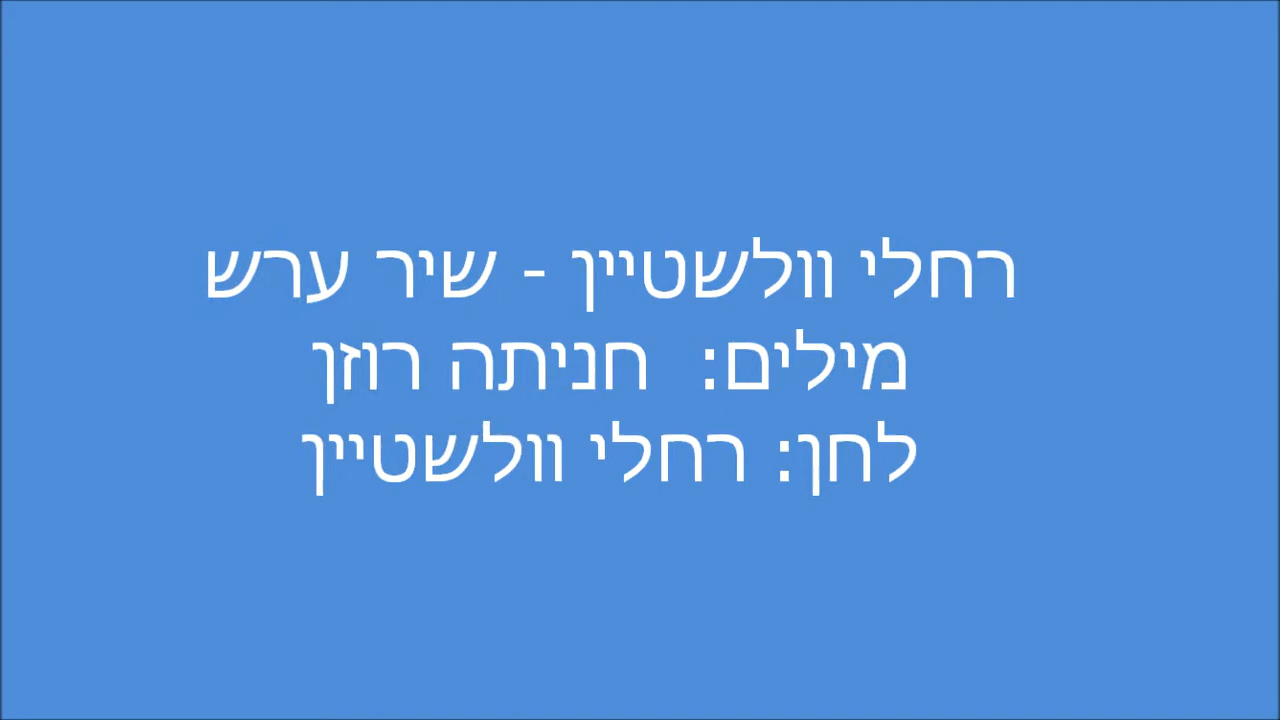 רחלי וולשטיין - שיר ערש
מילים:  חניתה רוזן
לחן: רחלי וולשטיין